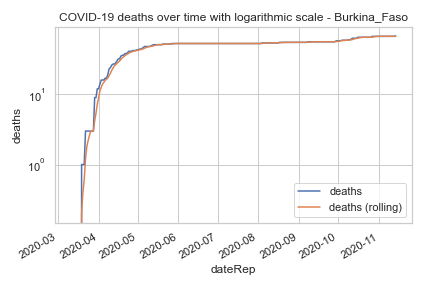 COVID-19 deaths over time with logarithmic scale - Burkina_Faso
deaths
10¹
10⁰
deaths
deaths (rolling)
2020-03
2020-04
2020-05
2020-06
2020-07
2020-08
2020-09
2020-10
2020-11
dateRep